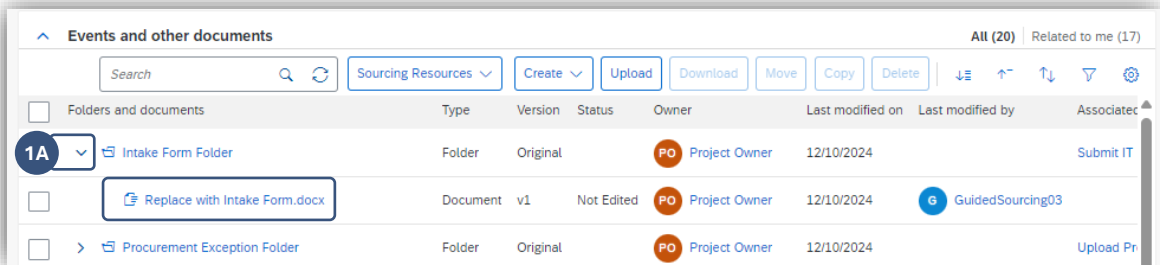 Events and other documents All (20) Related to me (17)
Search Sourcing Resources Create Upload Download Move Copy Delete
Folders and documents Type Version Status Owner Last modified on Last modified by Associated
1A Intake Form Folder Folder Original PO Project Owner 12/10/2024 Submit IT
Replace with Intake Form.docx Document v1 Not Edited PO Project Owner 12/10/2024 G GuidedSourcing03
Procurement Exception Folder Folder Original PO Project Owner 12/10/2024 Upload Pr